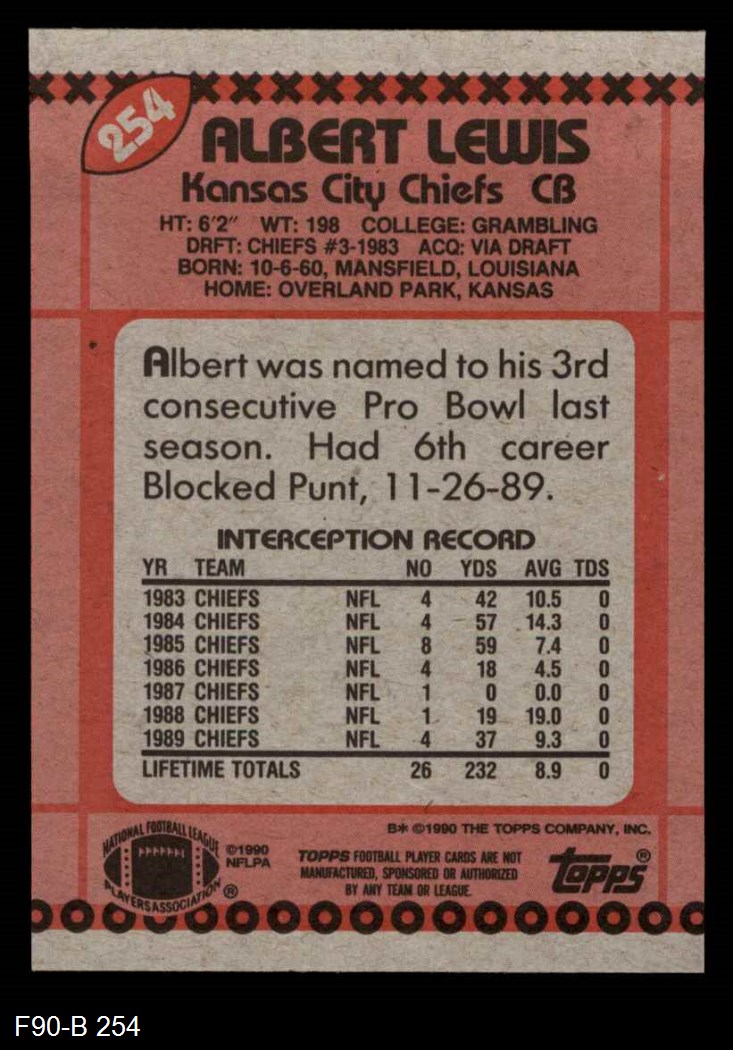 254
ALBERT LEWIS
Kansas City Chiefs CB
HT: 6'2" WT: 198 COLLEGE: GRAMBLING
DRFT: CHIEFS #3-1983 ACQ: VIA DRAFT
BORN: 10-6-60, MANSFIELD, LOUISIANA
HOME: OVERLAND PARK, KANSAS
Albert was named to his 3rd
consecutive Pro Bowl last
season. Had 6th career
Blocked Punt, 11-26-89.
INTERCEPTION RECORD
YR TEAM NO YDS AVG TDS
1983 CHIEFS NFL 4 42 10.5 0
1984 CHIEFS NFL 4 57 14.3 0
1985 CHIEFS NFL 8 59 7.4 0
1986 CHIEFS NFL 4 18 4.5 0
1987 CHIEFS NFL 1 0 0.0 0
1988 CHIEFS NFL 1 19 19.0 0
1989 CHIEFS NFL 4 37 9.3 0
LIFETIME TOTALS 26 232 8.9 0
B* ©1990 THE TOPPS COMPANY, INC.
NATIONAL FOOTBALL LEAGUE
PLAYERS ASSOCIATION ®
©1990
NFLPA
TOPPS FOOTBALL PLAYER CARDS ARE NOT
MANUFACTURED, SPONSORED OR AUTHORIZED
BY ANY TEAM OR LEAGUE.
Topps®
F90-B 254